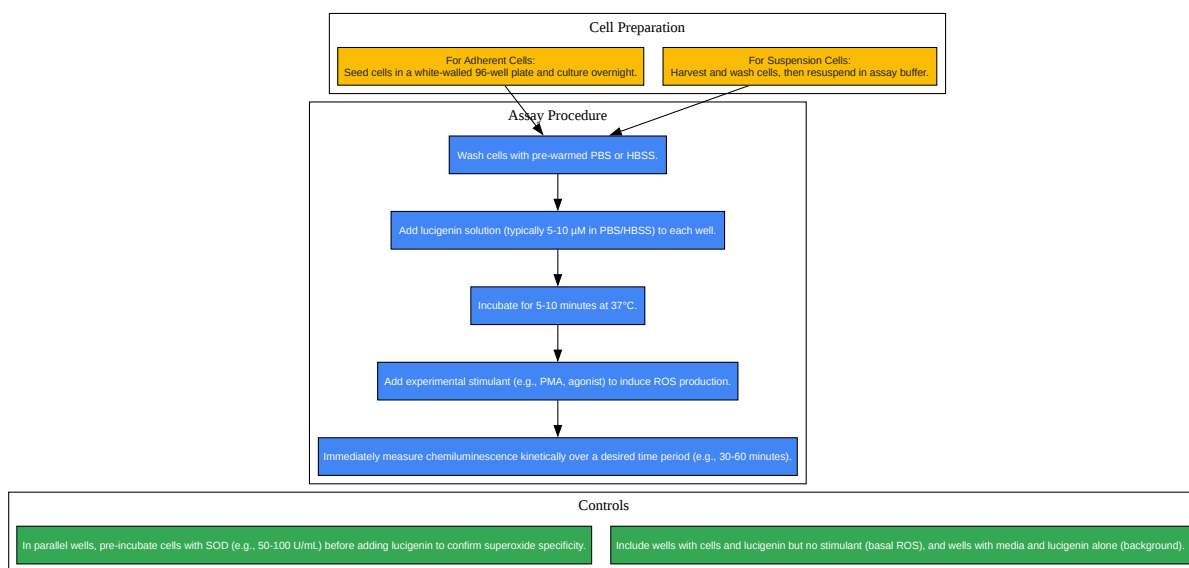 Cell Preparation
For Adherent Cells:
Seed cells in a white-walled 96-well plate and culture overnight.
For Suspension Cells:
Harvest and wash cells, then resuspend in assay buffer.
Assay Procedure
Wash cells with pre-warmed PBS or HBSS.
Add lucigenin solution (typically 5-10 µM in PBS/HBSS) to each well.
Incubate for 5-10 minutes at 37°C.
Add experimental stimulant (e.g., PMA, agonist) to induce ROS production.
Immediately measure chemiluminescence kinetically over a desired time period (e.g., 30-60 minutes).
Controls
In parallel wells, pre-incubate cells with SOD (e.g., 50-100 U/mL) before adding lucigenin to confirm superoxide specificity.
Include wells with cells and lucigenin but no stimulant (basal ROS), and wells with media and lucigenin alone (background).